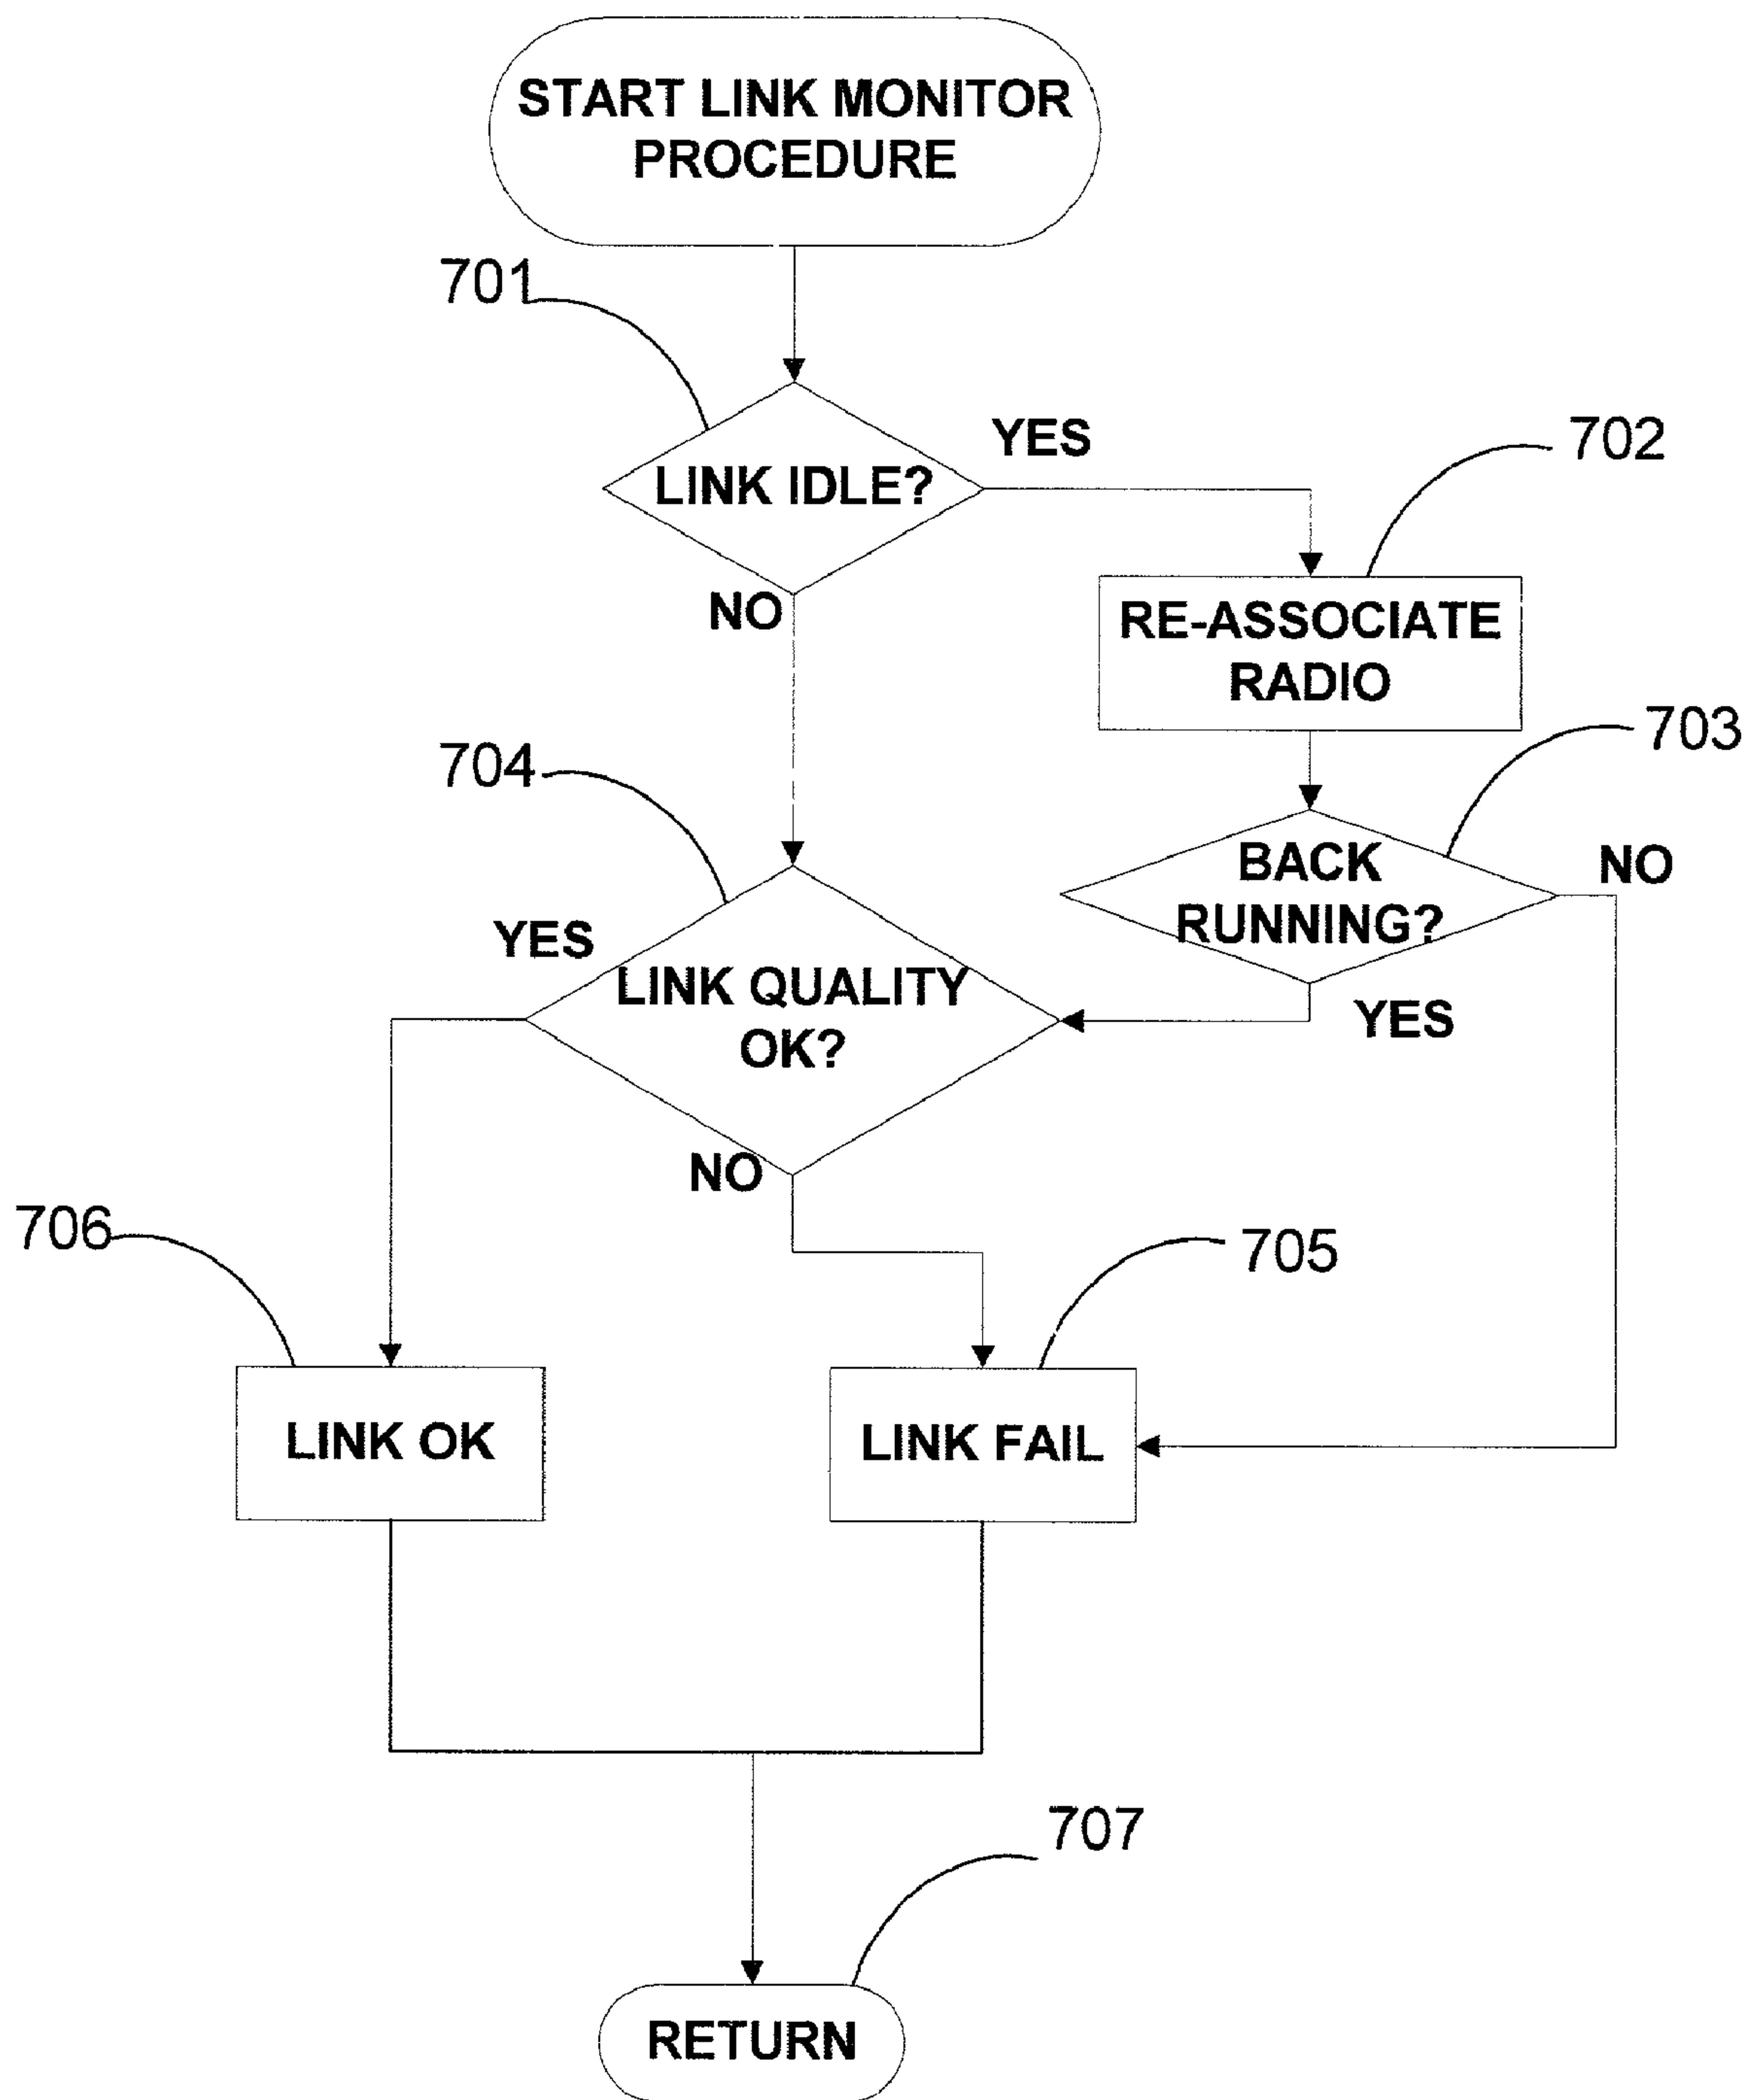 START LINK MONITOR
PROCEDURE
701
LINK IDLE?
YES
NO
702
RE-ASSOCIATE
RADIO
703
BACK
RUNNING?
NO
YES
704
YES
LINK QUALITY
OK?
NO
706
705
LINK OK
LINK FAIL
707
RETURN